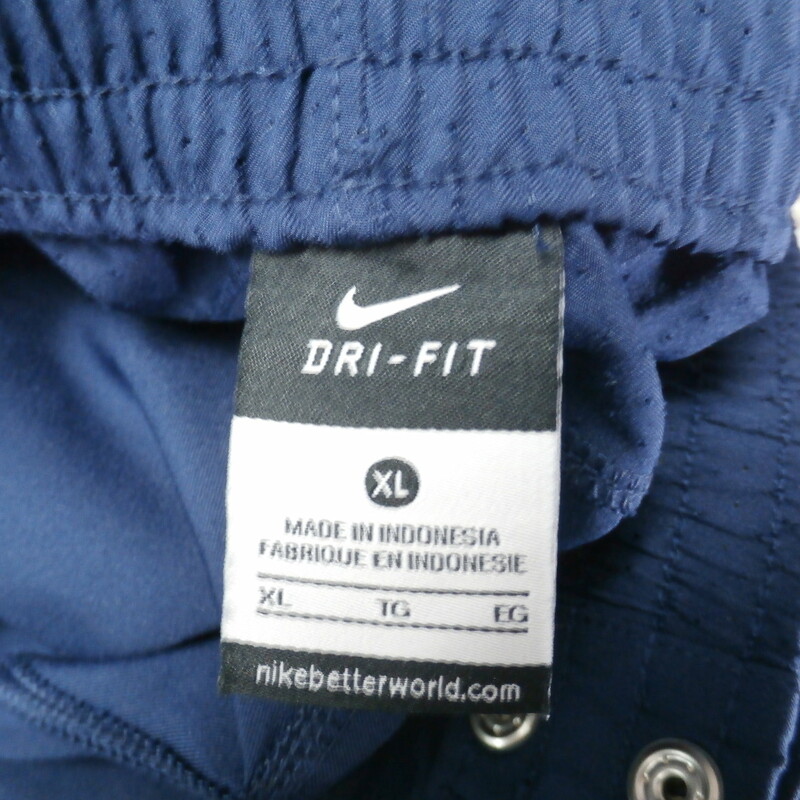 DRI-FIT
XL
MADE IN INDONESIA
FABRIQUE EN INDONESIE
XL TG EG
nikebetterworld.com